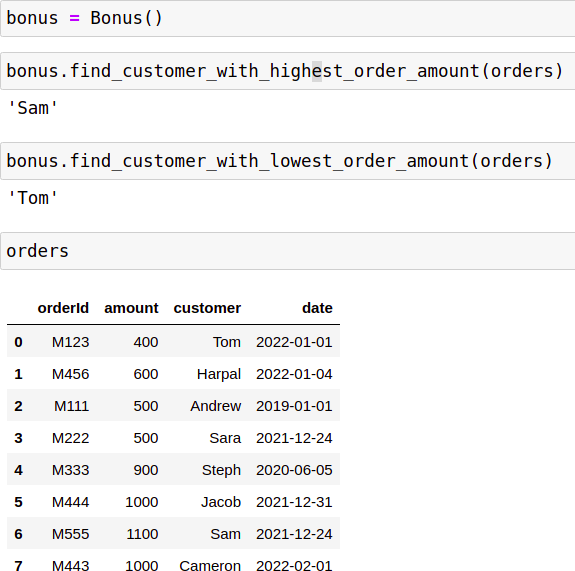 bonus = Bonus()
bonus.find_customer_with_highest_order_amount(orders)
'Sam'
bonus.find_customer_with_lowest_order_amount(orders)
'Tom'
orders
orderId amount customer date
0 M123 400 Tom 2022-01-01
1 M456 600 Harpal 2022-01-04
2 M111 500 Andrew 2019-01-01
3 M222 500 Sara 2021-12-24
4 M333 900 Steph 2020-06-05
5 M444 1000 Jacob 2021-12-31
6 M555 1100 Sam 2021-12-24
7 M443 1000 Cameron 2022-02-01